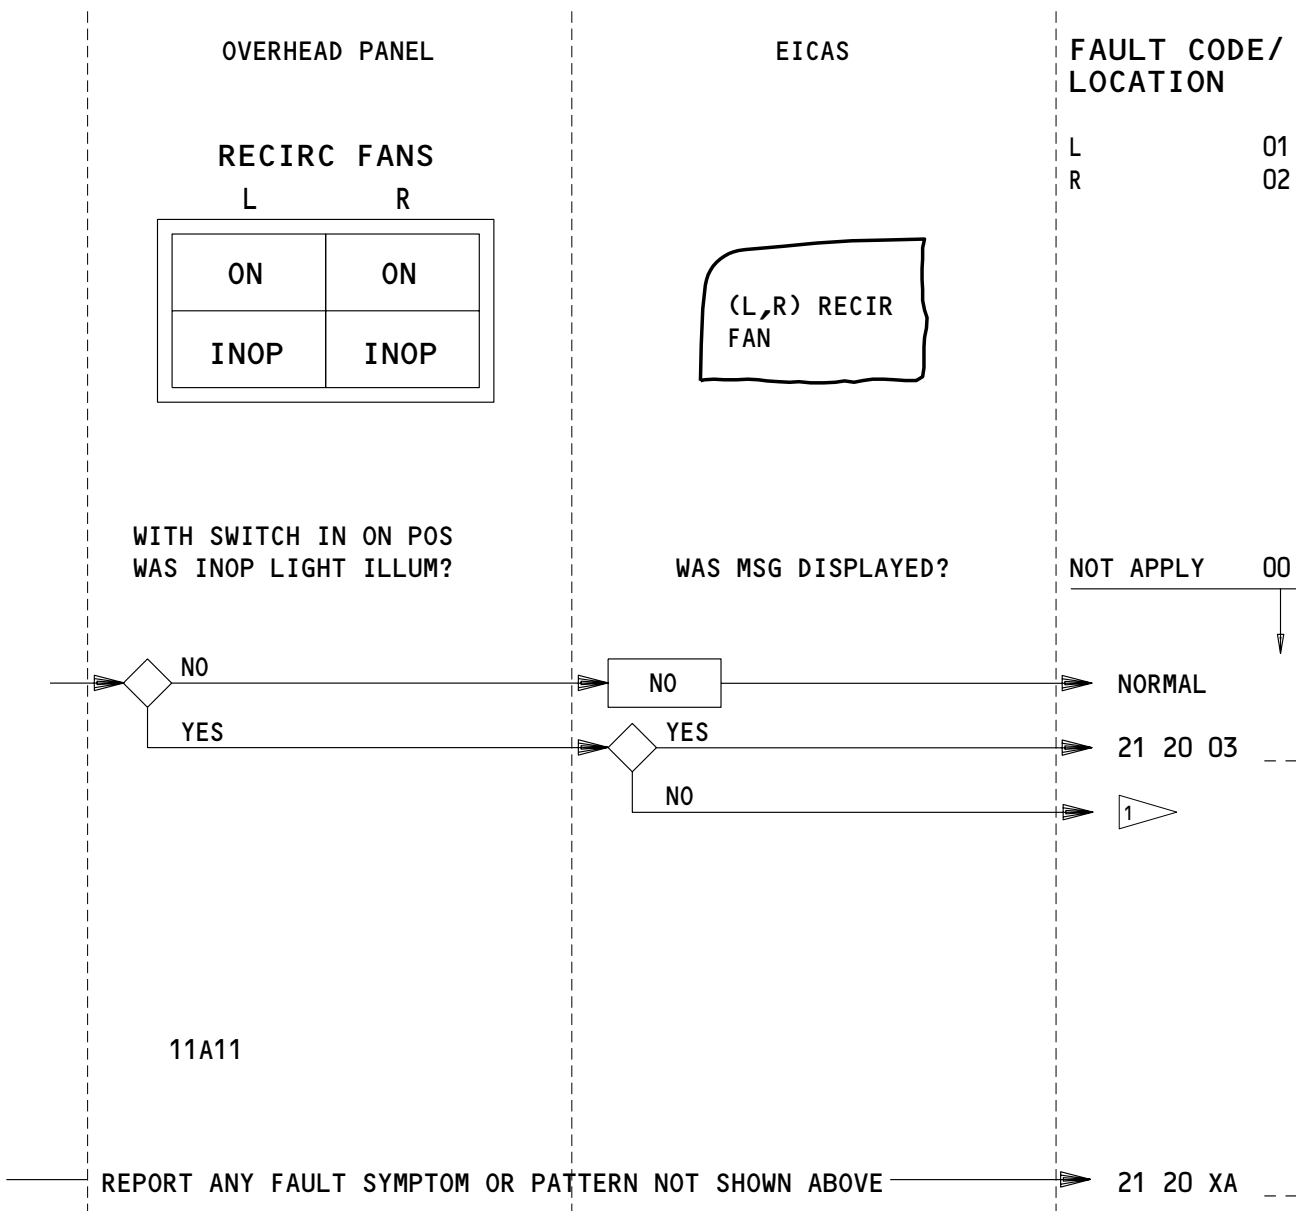 OVERHEAD PANEL
EICAS
FAULT CODE/
LOCATION
RECIRC FANS
L R
ON ON
INOP INOP
(L,R) RECIR
FAN
L 01
R 02
WITH SWITCH IN ON POS
WAS INOP LIGHT ILLUM?
WAS MSG DISPLAYED?
NOT APPLY 00
NO
NO
NORMAL
YES
YES
21 20 03 _ _
NO
1
11A11
REPORT ANY FAULT SYMPTOM OR PATTERN NOT SHOWN ABOVE
21 20 XA _ _